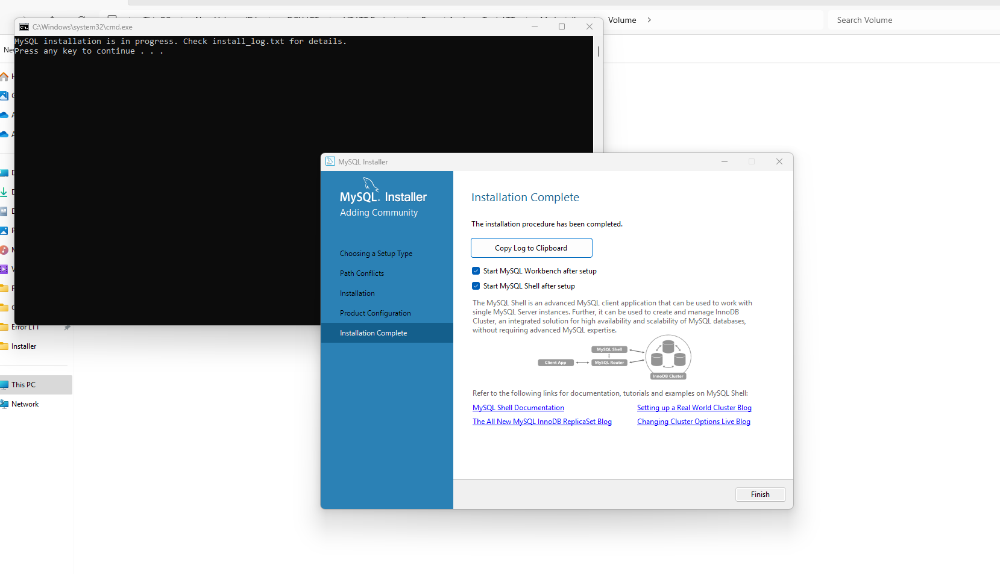 Volume
Search Volume
C:\Windows\system32\cmd.exe
MySQL installation is in progress. Check install_log.txt for details.
Press any key to continue . . .
Error LTT
Installer
This PC
Network
MySQL Installer
MySQL. Installer
Adding Community
Choosing a Setup Type
Path Conflicts
Installation
Product Configuration
Installation Complete
Installation Complete
The installation procedure has been completed.
Copy Log to Clipboard
Start MySQL Workbench after setup
Start MySQL Shell after setup
The MySQL Shell is an advanced MySQL client application that can be used to work with
single MySQL Server instances. Further, it can be used to create and manage InnoDB
Cluster, an integrated solution for high availability and scalability of MySQL databases,
without requiring advanced MySQL expertise.
MySQL Shell
Client App
MySQL Router
InnoDB Cluster
Refer to the following links for documentation, tutorials and examples on MySQL Shell:
MySQL Shell Documentation
Setting up a Real World Cluster Blog
The All New MySQL InnoDB ReplicaSet Blog
Changing Cluster Options Live Blog
Finish